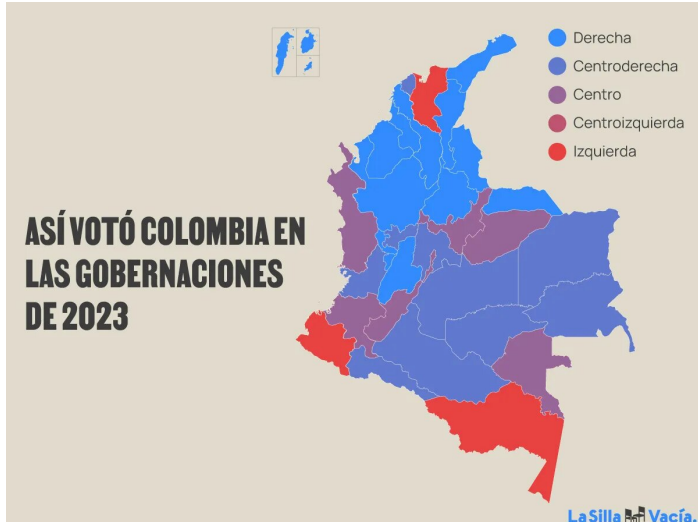 Derecha
Centroderecha
Centro
Centroizquierda
Izquierda
ASÍ VOTÓ COLOMBIA EN
LAS GOBERNACIONES
DE 2023
La Silla Vacía.